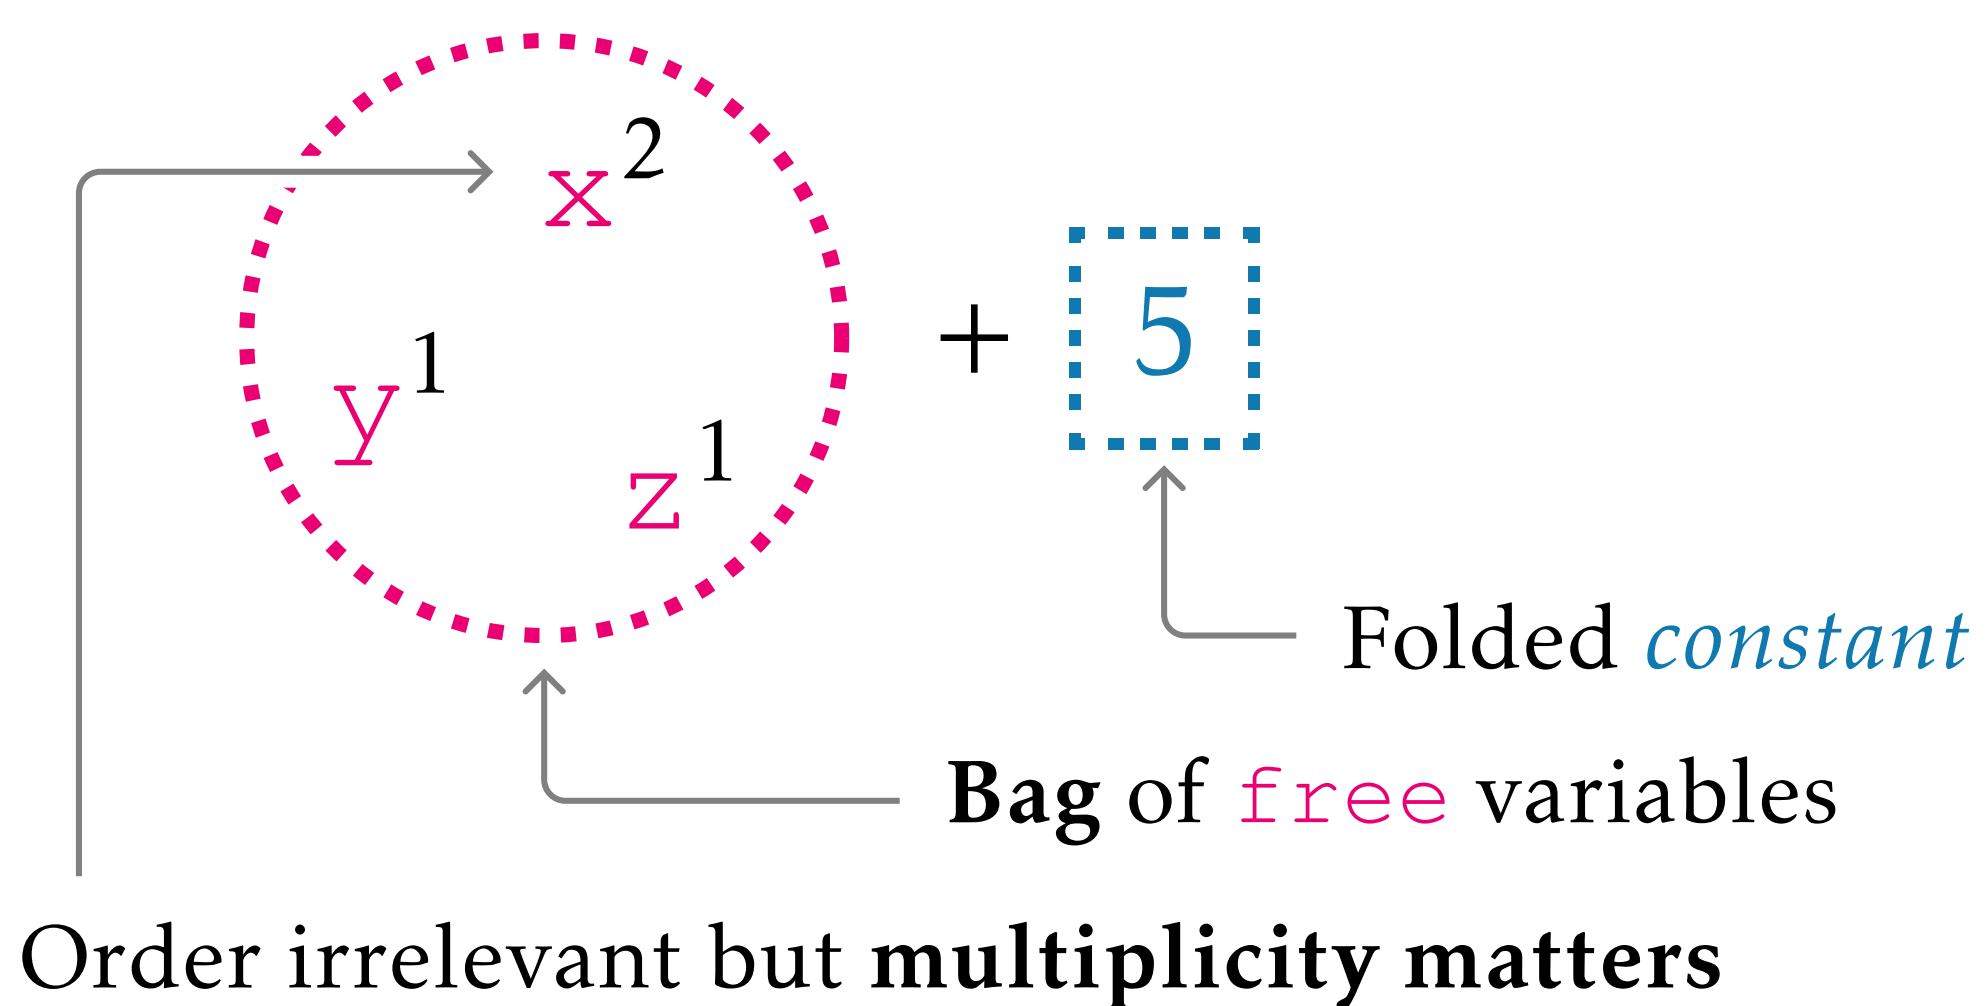 x²
y¹
z¹
+ 5
Folded constant
Bag of free variables
Order irrelevant but multiplicity matters